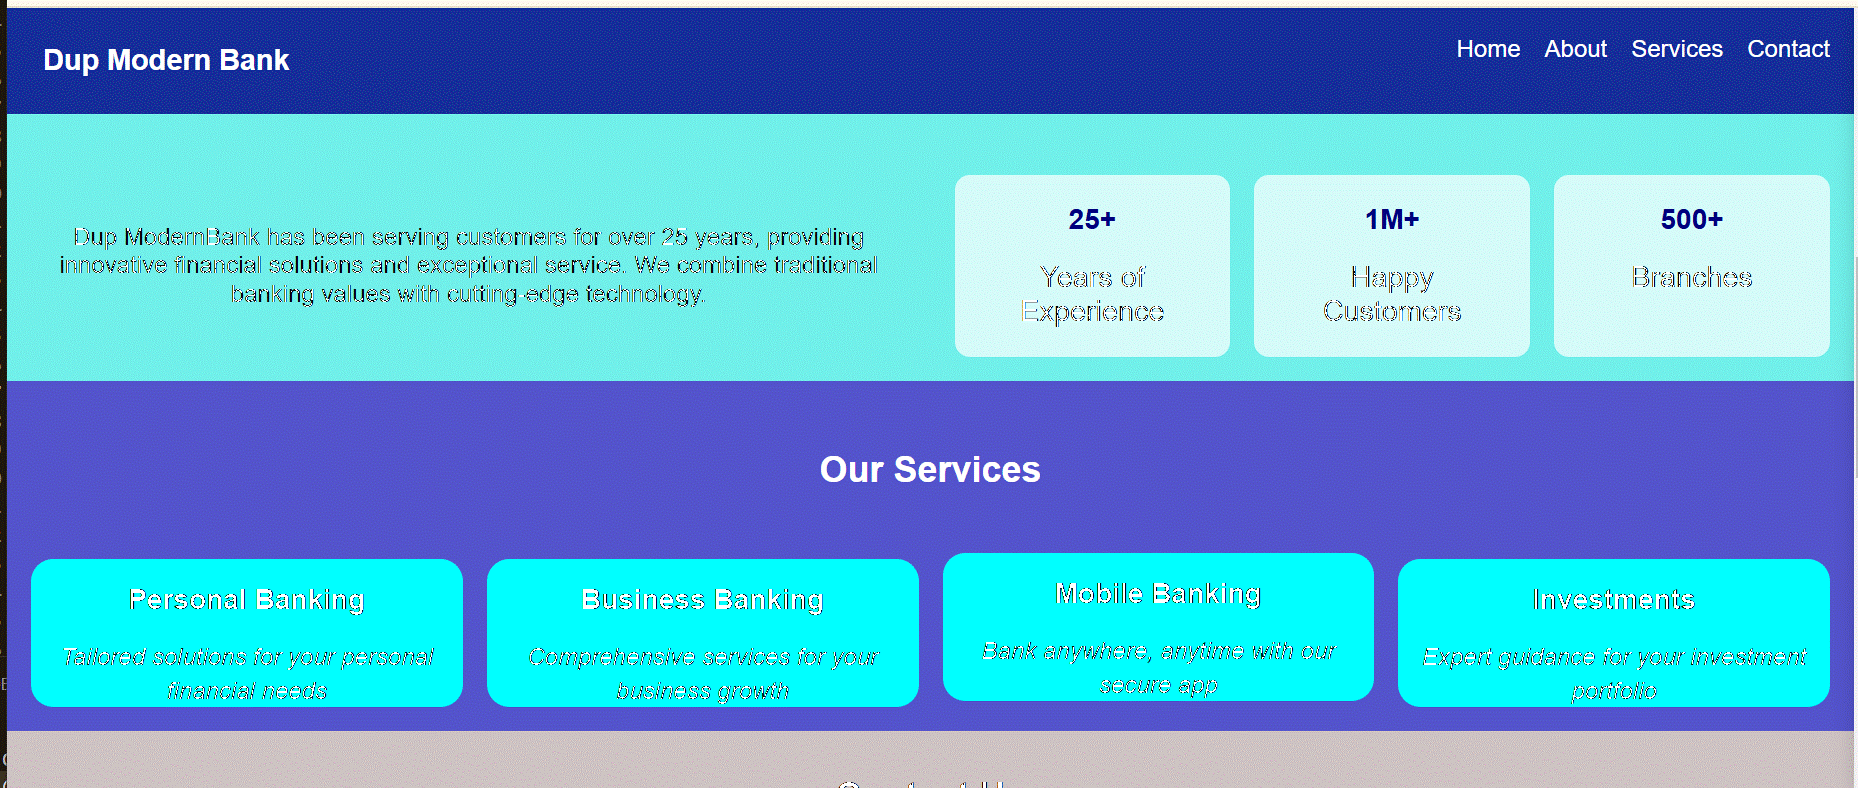 Dup Modern Bank
Home About Services Contact
Dup ModernBank has been serving customers for over 25 years, providing
innovative financial solutions and exceptional service. We combine traditional
banking values with cutting-edge technology.
25+
Years of
Experience
1M+
Happy
Customers
500+
Branches
Our Services
Personal Banking
Tailored solutions for your personal
financial needs
Business Banking
Comprehensive services for your
business growth
Mobile Banking
Bank anywhere, anytime with our
secure app
Investments
Expert guidance for your investment
portfolio